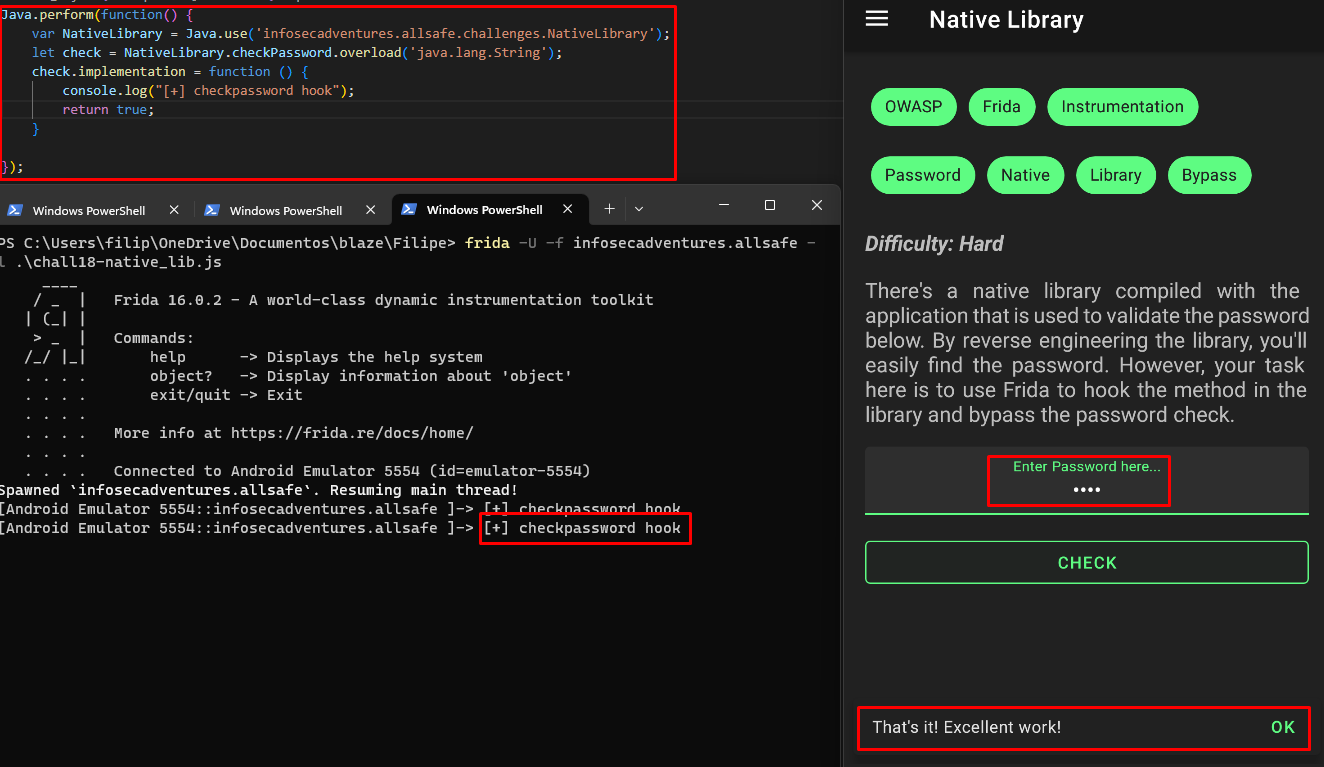 Java.perform(function() {
    var NativeLibrary = Java.use('infosecadventures.allsafe.challenges.NativeLibrary');
    let check = NativeLibrary.checkPassword.overload('java.lang.String');
    check.implementation = function () {
        console.log("[+] checkpassword hook");
        return true;
    }
});
Windows PowerShell
Windows PowerShell
Windows PowerShell
PS C:\Users\filip\OneDrive\Documentos\blaze\Filipe> frida -U -f infosecadventures.allsafe -
l .\chall18-native_lib.js
     ____
    / _  |   Frida 16.0.2 - A world-class dynamic instrumentation toolkit
   | (_| |
    > _  |   Commands:
   /_/ |_|       help      -> Displays the help system
   . . . .       object?   -> Display information about 'object'
   . . . .       exit/quit -> Exit
   . . . .
   . . . .   More info at https://frida.re/docs/home/
   . . . .
   . . . .   Connected to Android Emulator 5554 (id=emulator-5554)
Spawned `infosecadventures.allsafe`. Resuming main thread!
[Android Emulator 5554::infosecadventures.allsafe ]-> [+] checkpassword hook
[Android Emulator 5554::infosecadventures.allsafe ]-> [+] checkpassword hook
Native Library
OWASP Frida Instrumentation
Password Native Library Bypass
Difficulty: Hard
There's a native library compiled with the
application that is used to validate the password
below. By reverse engineering the library, you'll
easily find the password. However, your task
here is to use Frida to hook the method in the
library and bypass the password check.
Enter Password here...
••••
CHECK
That's it! Excellent work! OK